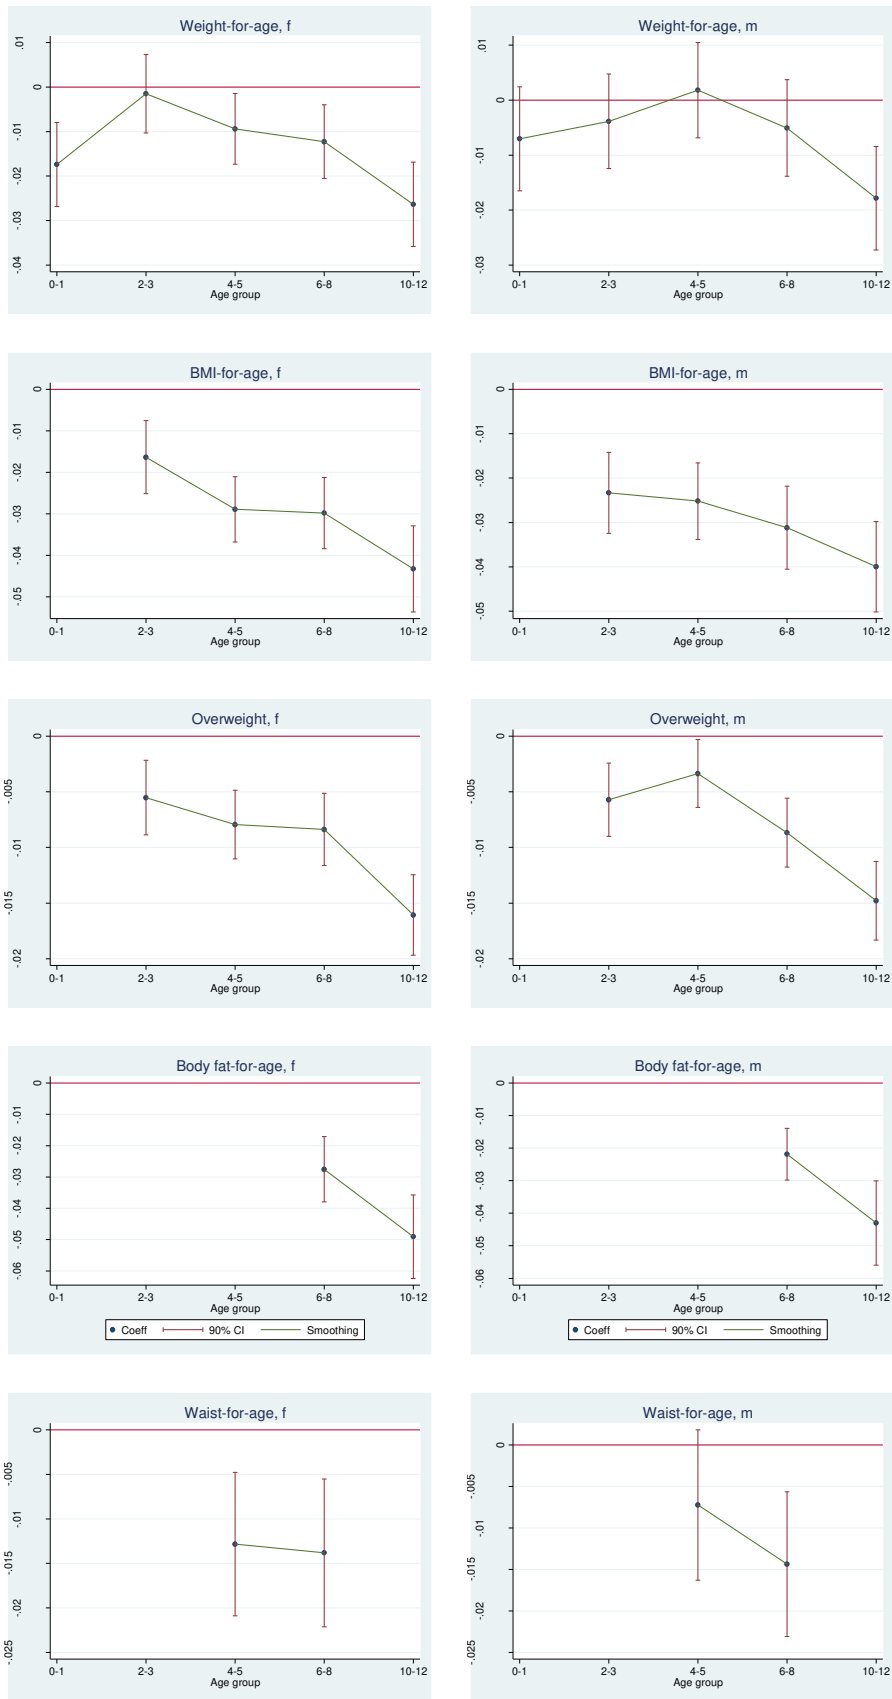 Weight-for-age, f
.01
0
-.01
-.02
-.03
-.04
0-1 2-3 4-5 6-8 10-12
Age group
Weight-for-age, m
.01
0
-.01
-.02
-.03
0-1 2-3 4-5 6-8 10-12
Age group
BMI-for-age, f
0
-.01
-.02
-.03
-.04
-.05
0-1 2-3 4-5 6-8 10-12
Age group
BMI-for-age, m
0
-.01
-.02
-.03
-.04
-.05
0-1 2-3 4-5 6-8 10-12
Age group
Overweight, f
0
-.005
-.01
-.015
-.02
0-1 2-3 4-5 6-8 10-12
Age group
Overweight, m
0
-.005
-.01
-.015
-.02
0-1 2-3 4-5 6-8 10-12
Age group
Body fat-for-age, f
0
-.01
-.02
-.03
-.04
-.05
-.06
0-1 2-3 4-5 6-8 10-12
Age group
Coeff 90% CI Smoothing
Body fat-for-age, m
0
-.01
-.02
-.03
-.04
-.05
-.06
0-1 2-3 4-5 6-8 10-12
Age group
Coeff 90% CI Smoothing
Waist-for-age, f
0
-.005
-.01
-.015
-.02
-.025
0-1 2-3 4-5 6-8 10-12
Age group
Waist-for-age, m
0
-.005
-.01
-.015
-.02
-.025
0-1 2-3 4-5 6-8 10-12
Age group